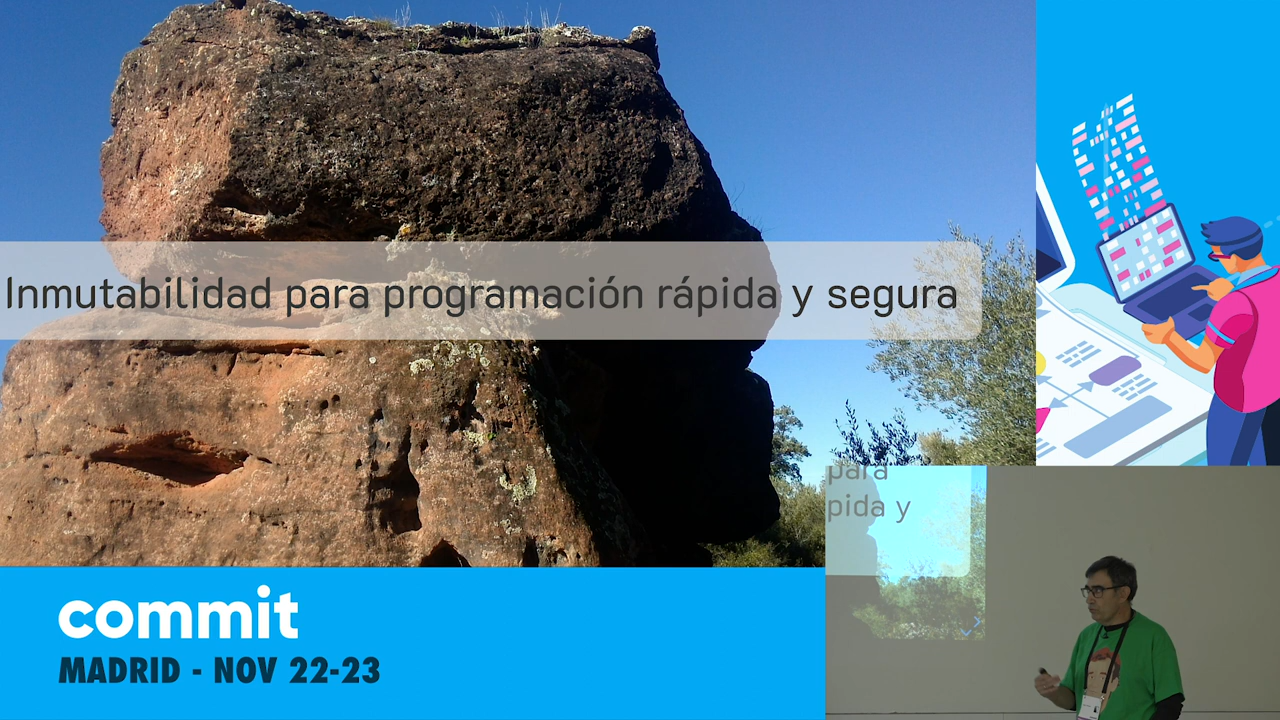 Inmutabilidad para programación rápida y segura
para
pida y
commit
MADRID - NOV 22-23